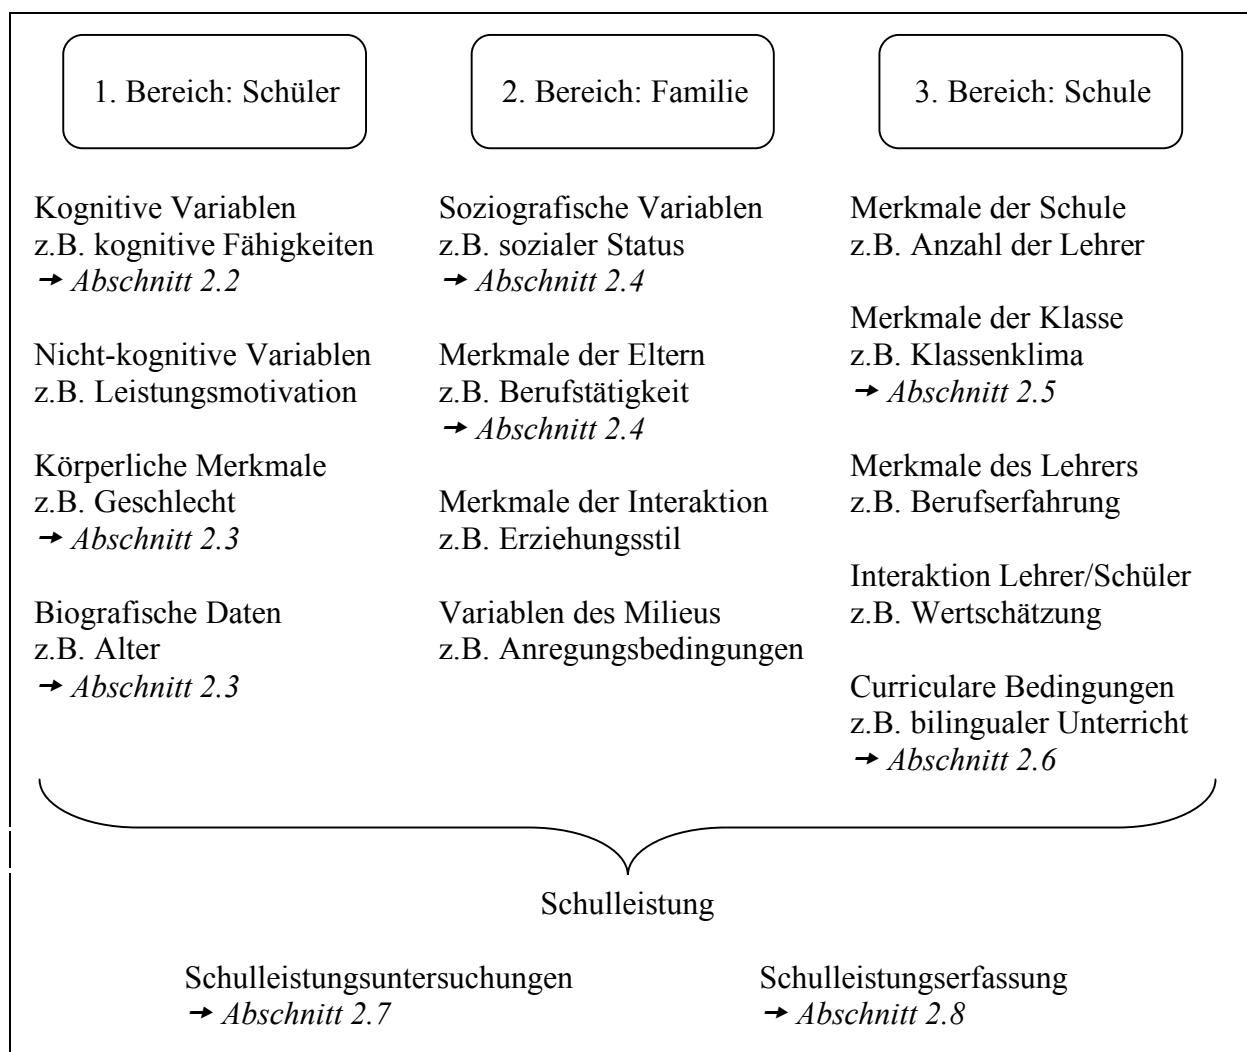 1. Bereich: Schüler
Kognitive Variablen
z.B. kognitive Fähigkeiten
→ Abschnitt 2.2
Nicht-kognitive Variablen
z.B. Leistungsmotivation
Körperliche Merkmale
z.B. Geschlecht
→ Abschnitt 2.3
Biografische Daten
z.B. Alter
→ Abschnitt 2.3
2. Bereich: Familie
Soziografische Variablen
z.B. sozialer Status
→ Abschnitt 2.4
Merkmale der Eltern
z.B. Berufstätigkeit
→ Abschnitt 2.4
Merkmale der Interaktion
z.B. Erziehungsstil
Variablen des Milieus
z.B. Anregungsbedingungen
3. Bereich: Schule
Merkmale der Schule
z.B. Anzahl der Lehrer
Merkmale der Klasse
z.B. Klassenklima
→ Abschnitt 2.5
Merkmale des Lehrers
z.B. Berufserfahrung
Interaktion Lehrer/Schüler
z.B. Wertschätzung
Curriculare Bedingungen
z.B. bilingualer Unterricht
→ Abschnitt 2.6
Schulleistung
Schulleistungsuntersuchungen
→ Abschnitt 2.7
Schulleistungserfassung
→ Abschnitt 2.8